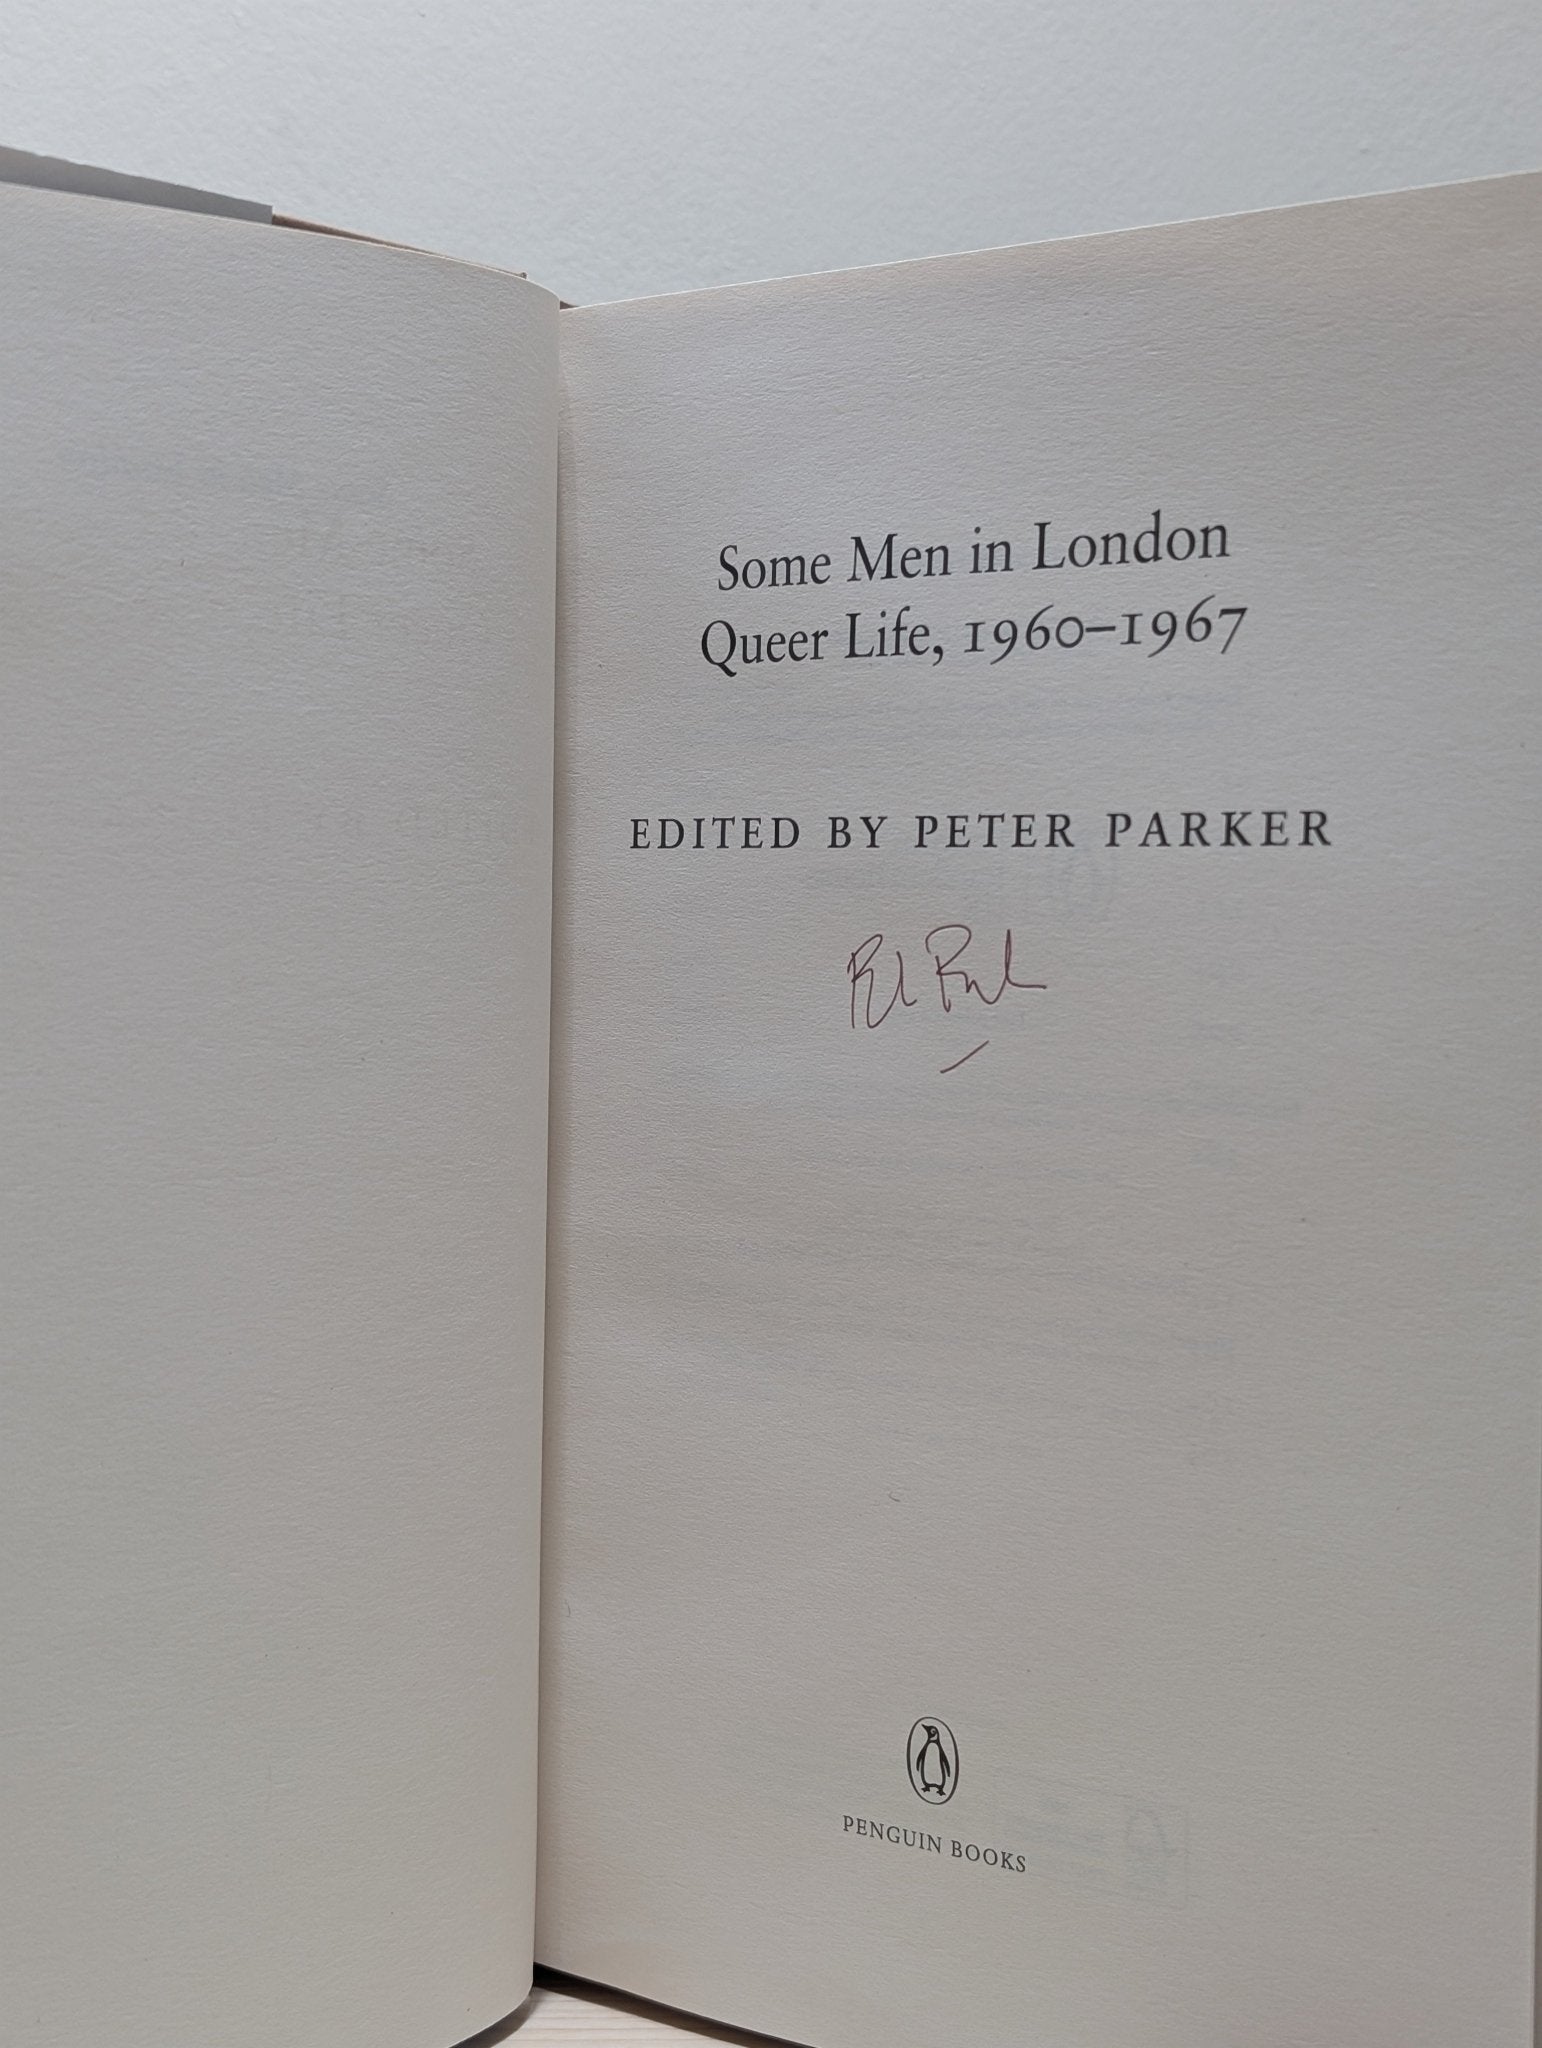 Some Men in London
Queer Life, 1960–1967
EDITED BY PETER PARKER
PENGUIN BOOKS